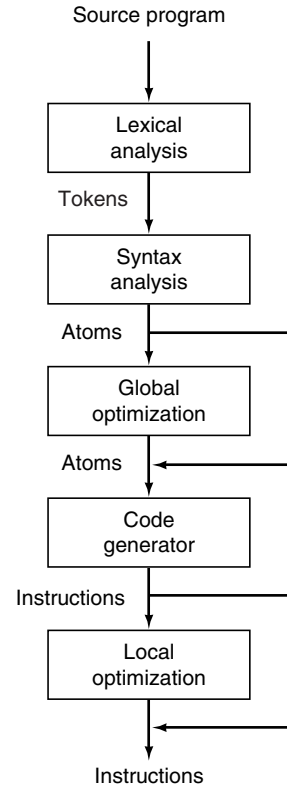 Source program
Lexical
analysis
Tokens
Syntax
analysis
Atoms
Global
optimization
Atoms
Code
generator
Instructions
Local
optimization
Instructions